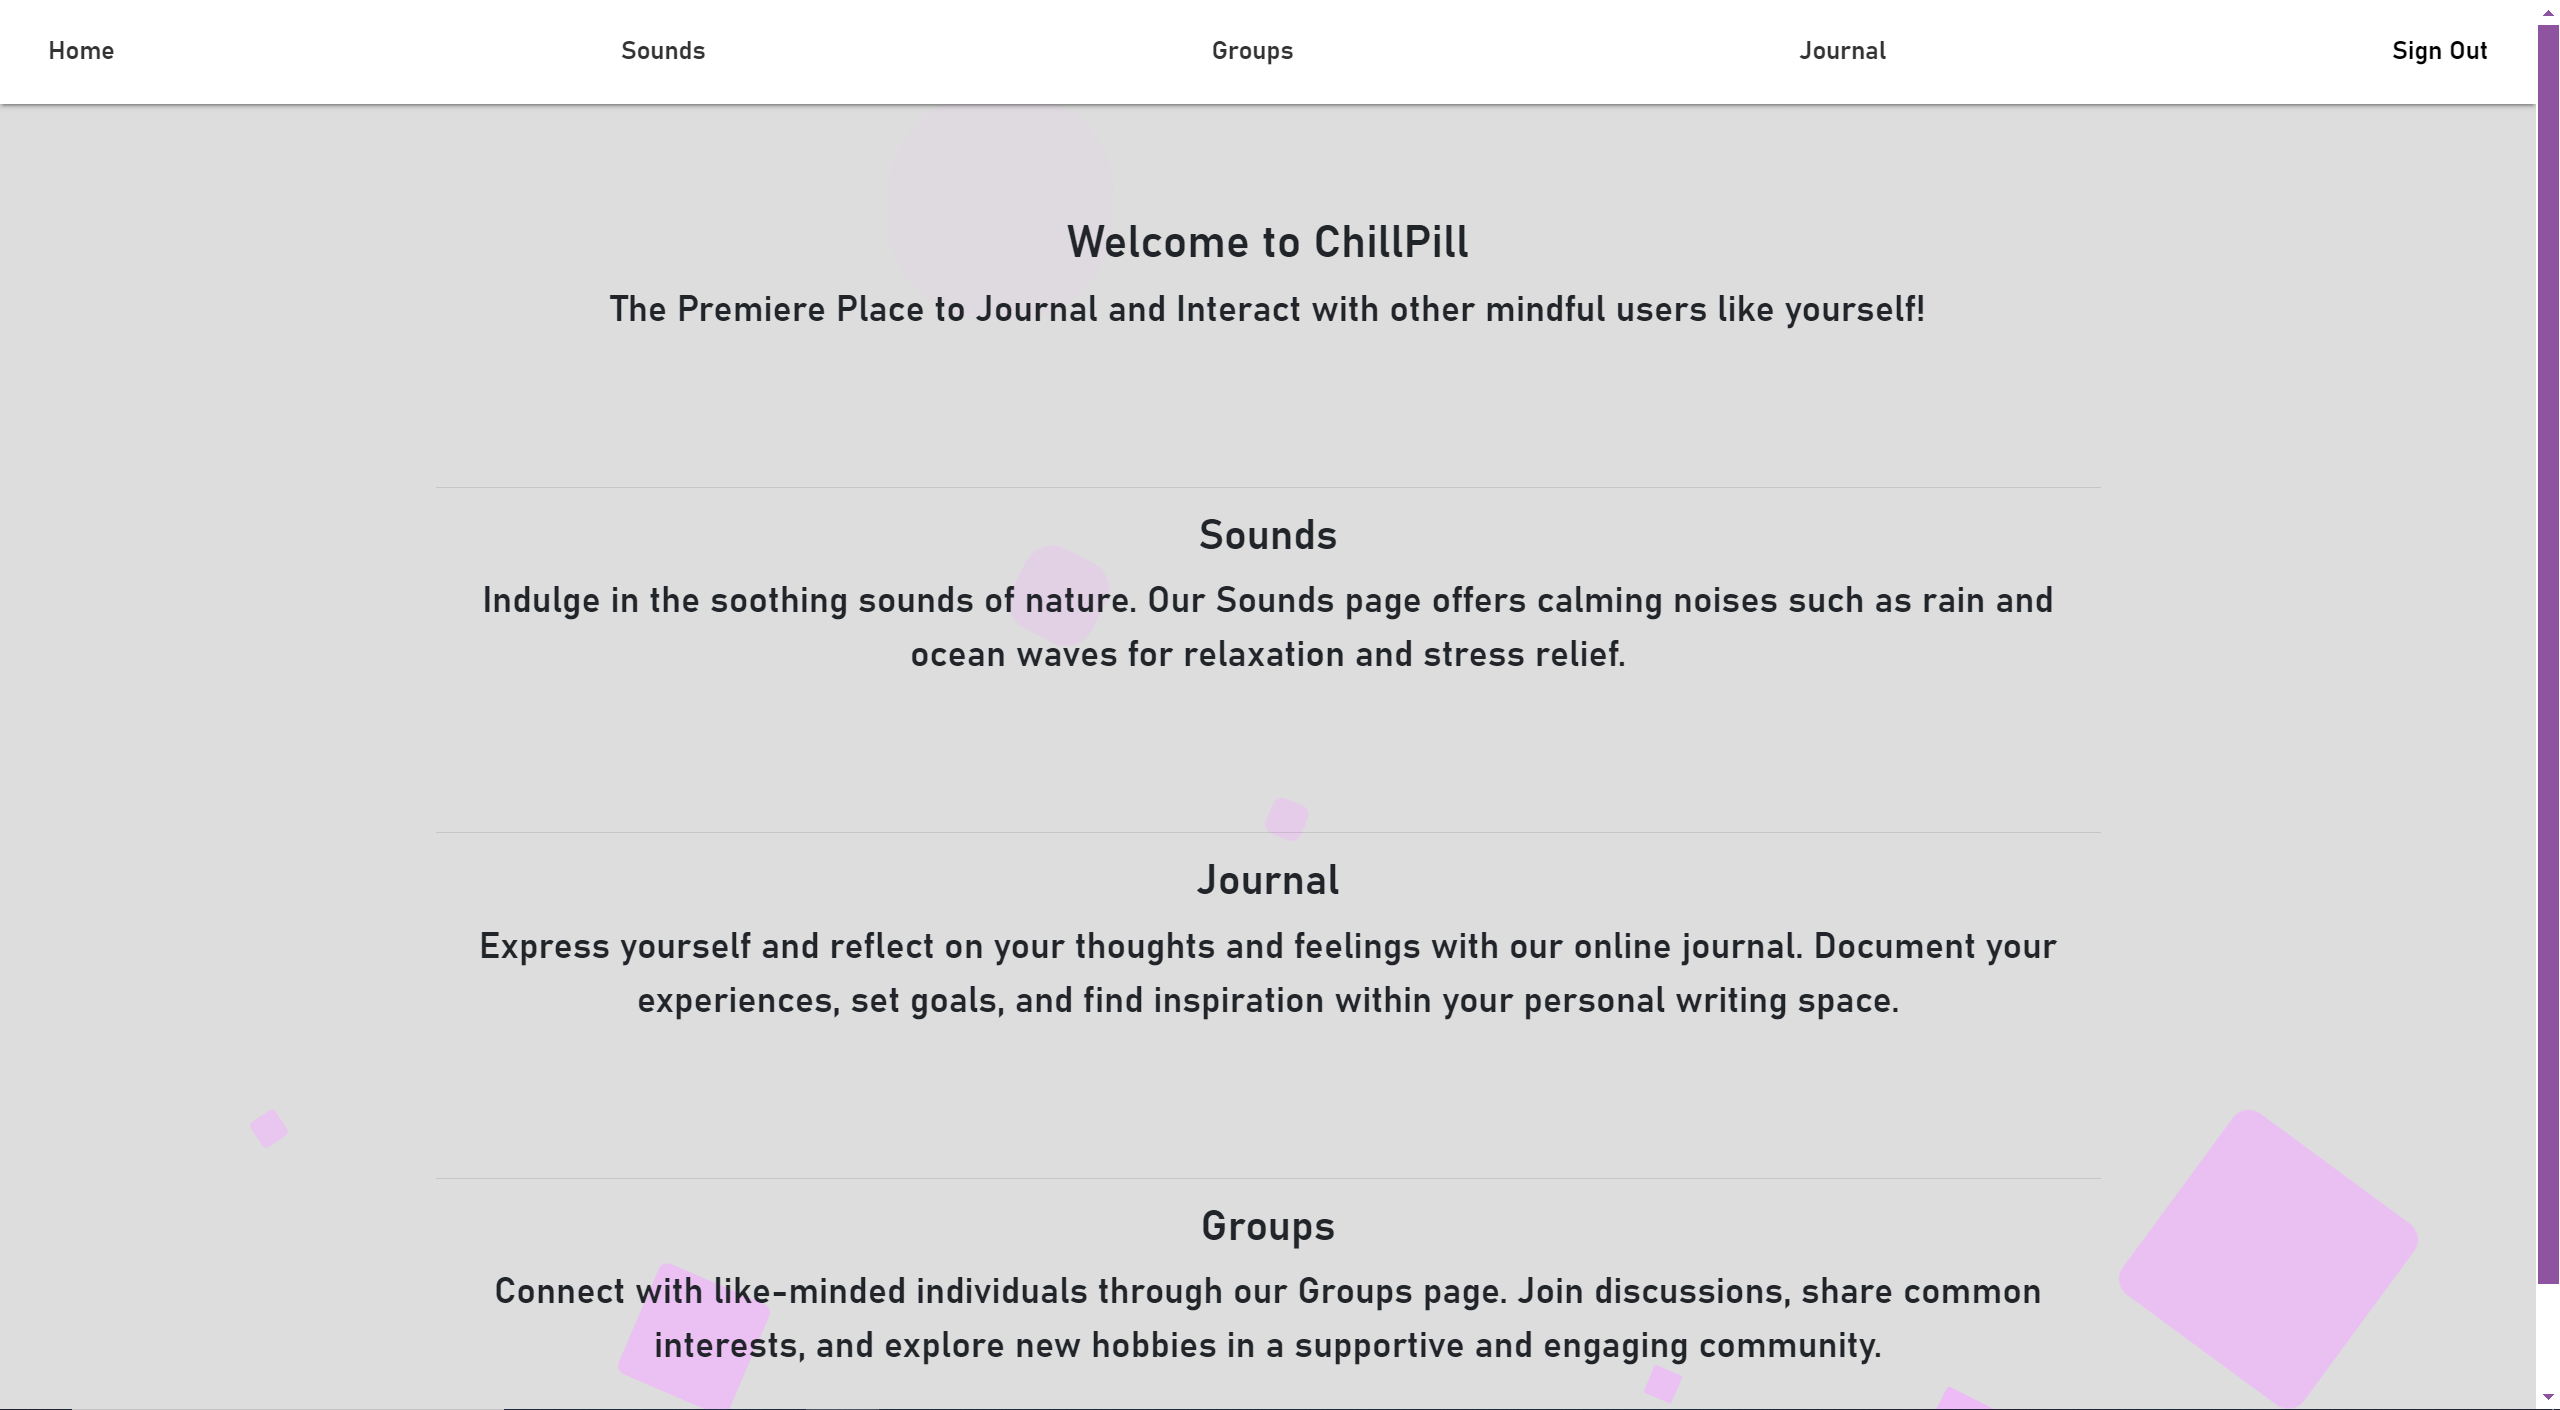 Home Sounds Groups Journal Sign Out
Welcome to ChillPill
The Premiere Place to Journal and Interact with other mindful users like yourself!
Sounds
Indulge in the soothing sounds of nature. Our Sounds page offers calming noises such as rain and
ocean waves for relaxation and stress relief.
Journal
Express yourself and reflect on your thoughts and feelings with our online journal. Document your
experiences, set goals, and find inspiration within your personal writing space.
Groups
Connect with like-minded individuals through our Groups page. Join discussions, share common
interests, and explore new hobbies in a supportive and engaging community.